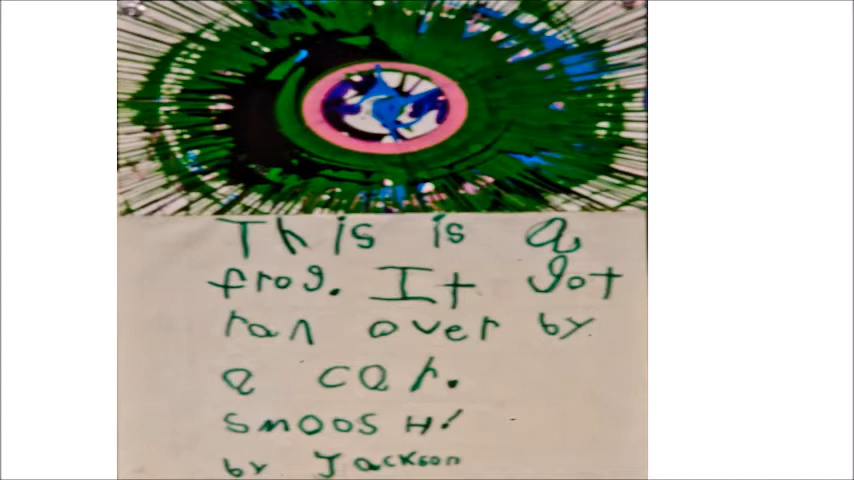 This is a
frog. It got
ran over by
a car.
SMOOSH!
by Jackson